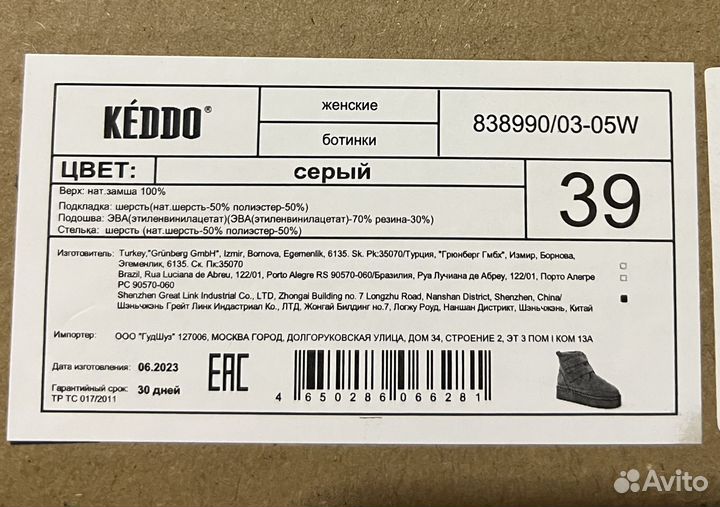 KÉDDO®
женские
ботинки
838990/03-05W
ЦВЕТ:
серый
39
Верх: нат.замша 100%
Подкладка: шерсть(нат.шерсть-50% полиэстер-50%)
Подошва: ЭВА(этиленвинилацетат)(ЭВА(этиленвинилацетат)-70% резина-30%)
Стелька: шерсть (нат.шерсть-50% полиэстер-50%)
Изготовитель: Turkey,"Grünberg GmbH", Izmir, Bornova, Egemenlik, 6135. Sk. Pk:35070/Турция, "Грюнберг Гмбх", Измир, Борнова,
Эгеменлик, 6135. Ск. Пк:35070
Brazil, Rua Luciana de Abreu, 122/01, Porto Alegre RS 90570-060/Бразилия, Руа Лучиана де Абреу, 122/01, Порто Алегре
РС 90570-060
Shenzhen Great Link Industrial Co., LTD, Zhongai Building no. 7 Longzhu Road, Nanshan District, Shenzhen, China/
Шэньчжэнь Грейт Линк Индастриал Ко., ЛТД, Жонгай Билдинг no.7, Логжу Роуд, Наншан Дистрикт, Шэньчжэнь, Китай
Импортер: ООО "ГудШуз" 127006, МОСКВА ГОРОД, ДОЛГОРУКОВСКАЯ УЛИЦА, ДОМ 34, СТРОЕНИЕ 2, ЭТ 3 ПОМ I КОМ 13А
Дата изготовления: 06.2023
Гарантийный срок: 30 дней
ТР ТС 017/2011
EAC
4 650286 066281
Avito